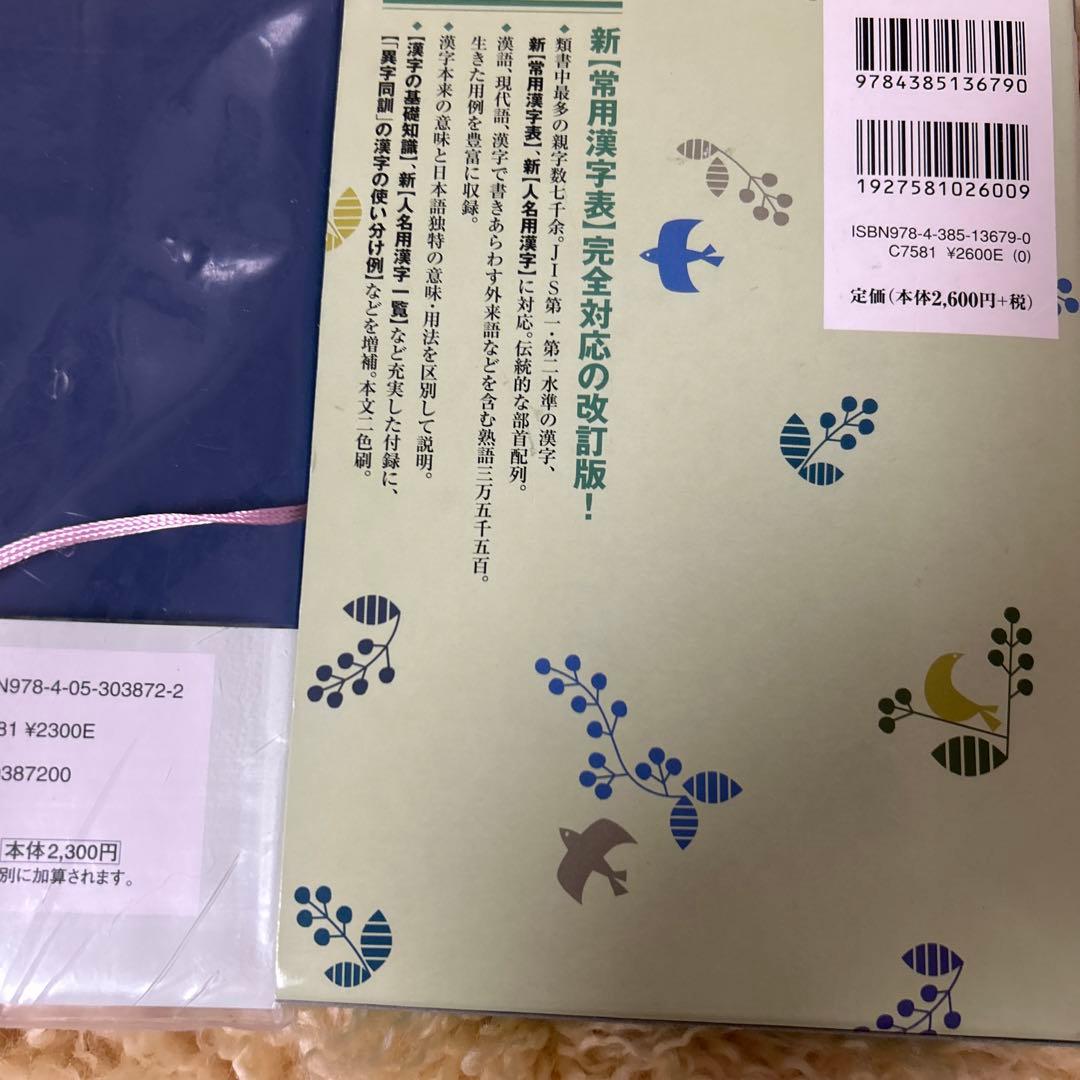 新【常用漢字表】完全対応の改訂版!
◆類書中最多の親字数七千余。JIS第一・第二水準の漢字、
新【常用漢字表】、新【人名用漢字】に対応。伝統的な部首配列。
◆漢語、現代語、漢字で書きあらわす外来語などを含む熟語三万五千五百。
生きた用例を豊富に収録。
◆漢字本来の意味と日本語独特の意味・用法を区別して説明。
◆【漢字の基礎知識】、新【人名用漢字一覧】など充実した付録に、
【「異字同訓」の漢字の使い分け例】などを増補。本文二色刷。
9784385136790
1927581026009
ISBN978-4-385-13679-0
C7581 ¥2600E (0)
定価(本体2,600円+税)
N978-4-05-303872-2
81 ¥2300E
387200
本体2,300円
別に加算されます。